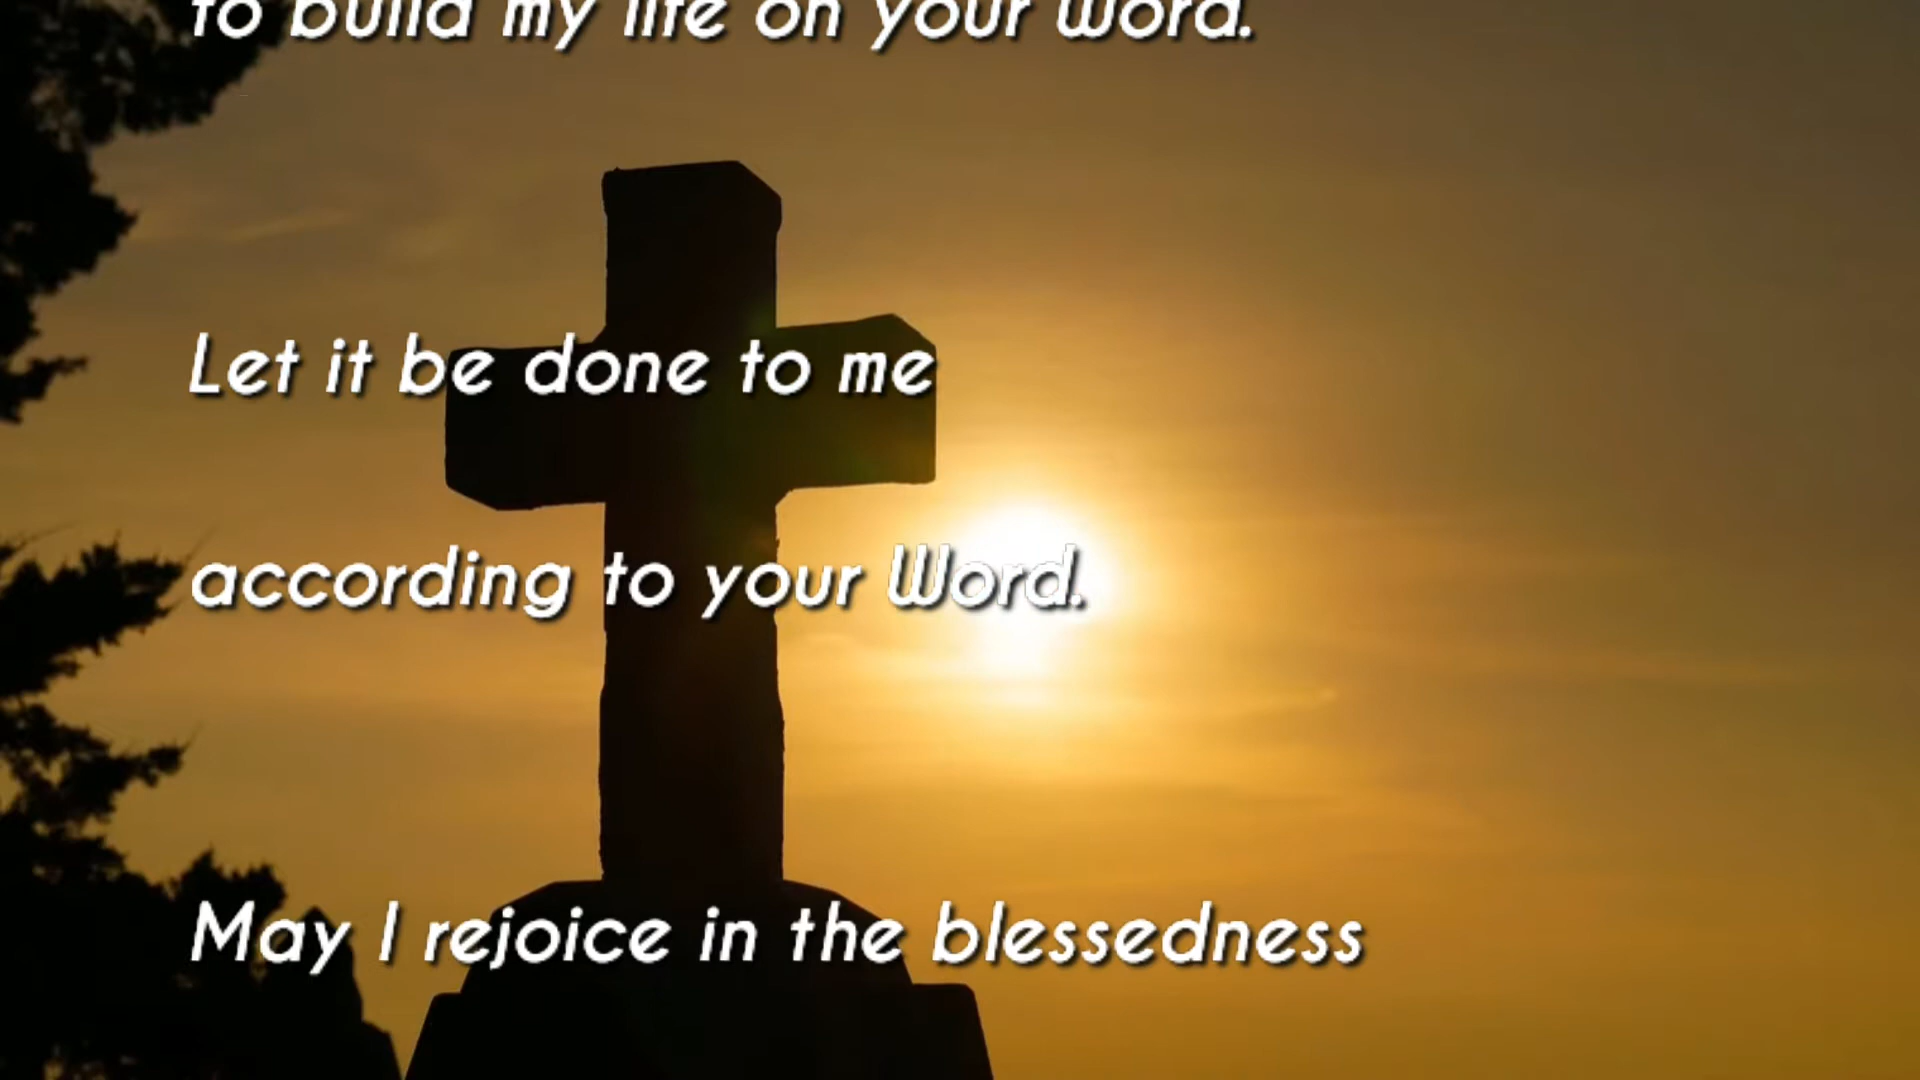 to build my life on your Word.
Let it be done to me
according to your Word.
May I rejoice in the blessedness